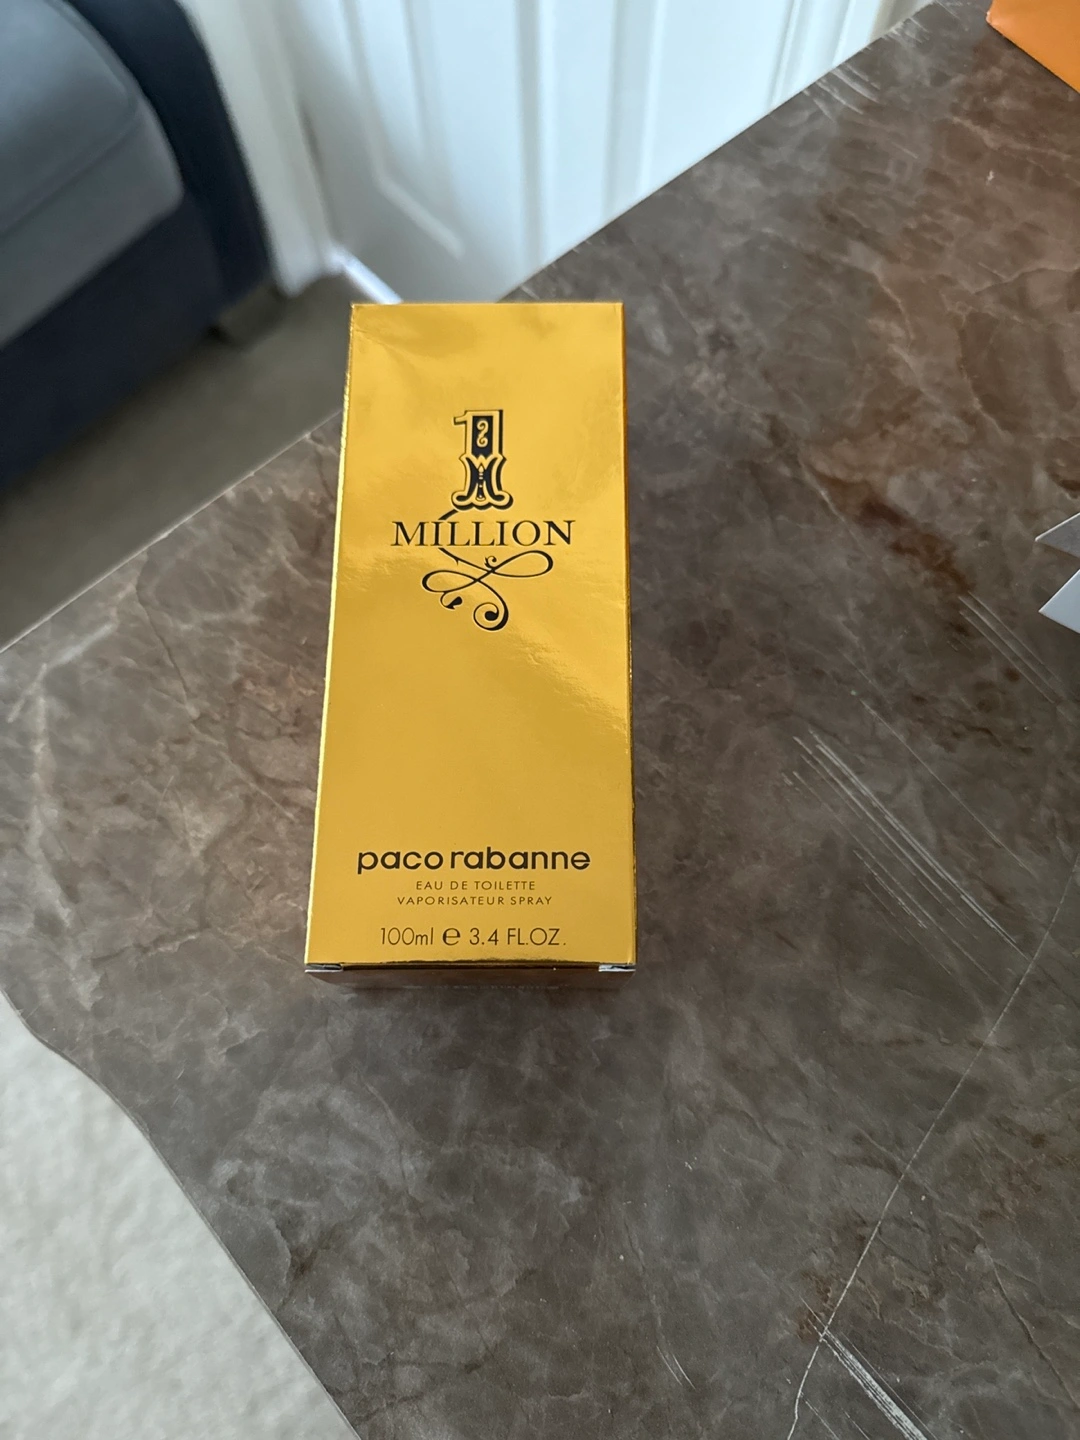 1
MILLION
paco rabanne
EAU DE TOILETTE
VAPORISATEUR SPRAY
100ml ℮ 3.4 FL.OZ.